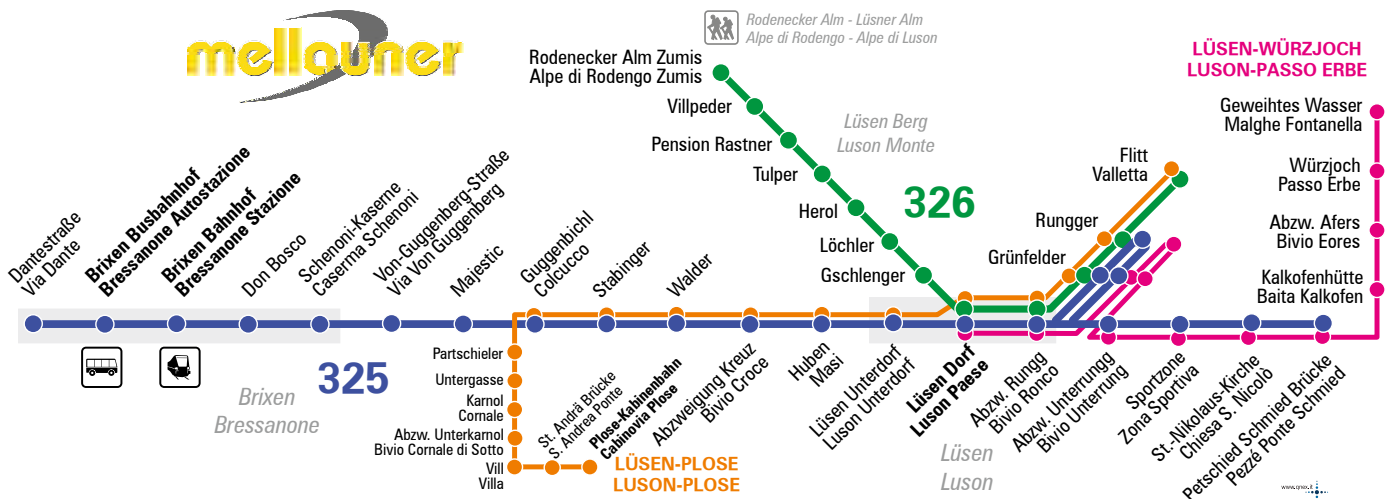 mellauner
Rodenecker Alm - Lüsner Alm
Alpe di Rodengo - Alpe di Luson
Rodenecker Alm Zumis
Alpe di Rodengo Zumis
Villpeder
Pension Rastner
Tulper
Herol
Löchler
Gschlenger
Lüsen Berg
Luson Monte
326
LÜSEN-WÜRZJOCH
LUSON-PASSO ERBE
Geweihtes Wasser
Malghe Fontanella
Würzjoch
Passo Erbe
Abzw. Afers
Bivio Eores
Kalkofenhütte
Baita Kalkofen
Flitt
Valletta
Rungger
Grünfelder
Dantestraße
Via Dante
Brixen Busbahnhof
Bressanone Autostazione
Brixen Bahnhof
Bressanone Stazione
Don Bosco
Schenoni-Kaserne
Caserma Schenoni
Von-Guggenberg-Straße
Via Von Guggenberg
Majestic
Guggenbichl
Colcucco
Stabinger
Walder
325
Brixen
Bressanone
Partschieler
Untergasse
Karnol
Cornale
Abzw. Unterkarnol
Bivio Cornale di Sotto
Vill
Villa
St. Andrä Brücke
S. Andrea Ponte
Plose-Kabinenbahn
Cabinovia Plose
LÜSEN-PLOSE
LUSON-PLOSE
Abzweigung Kreuz
Bivio Croce
Huben
Masi
Lüsen Unterdorf
Luson Unterdorf
Lüsen Dorf
Luson Paese
Abzw. Rungg
Bivio Ronco
Abzw. Unterrungg
Bivio Unterrung
Sportzone
Zona Sportiva
St.-Nikolaus-Kirche
Chiesa S. Nicolò
Petschied Schmied Brücke
Pezzé Ponte Schmied
Lüsen
Luson
www.qnex.it